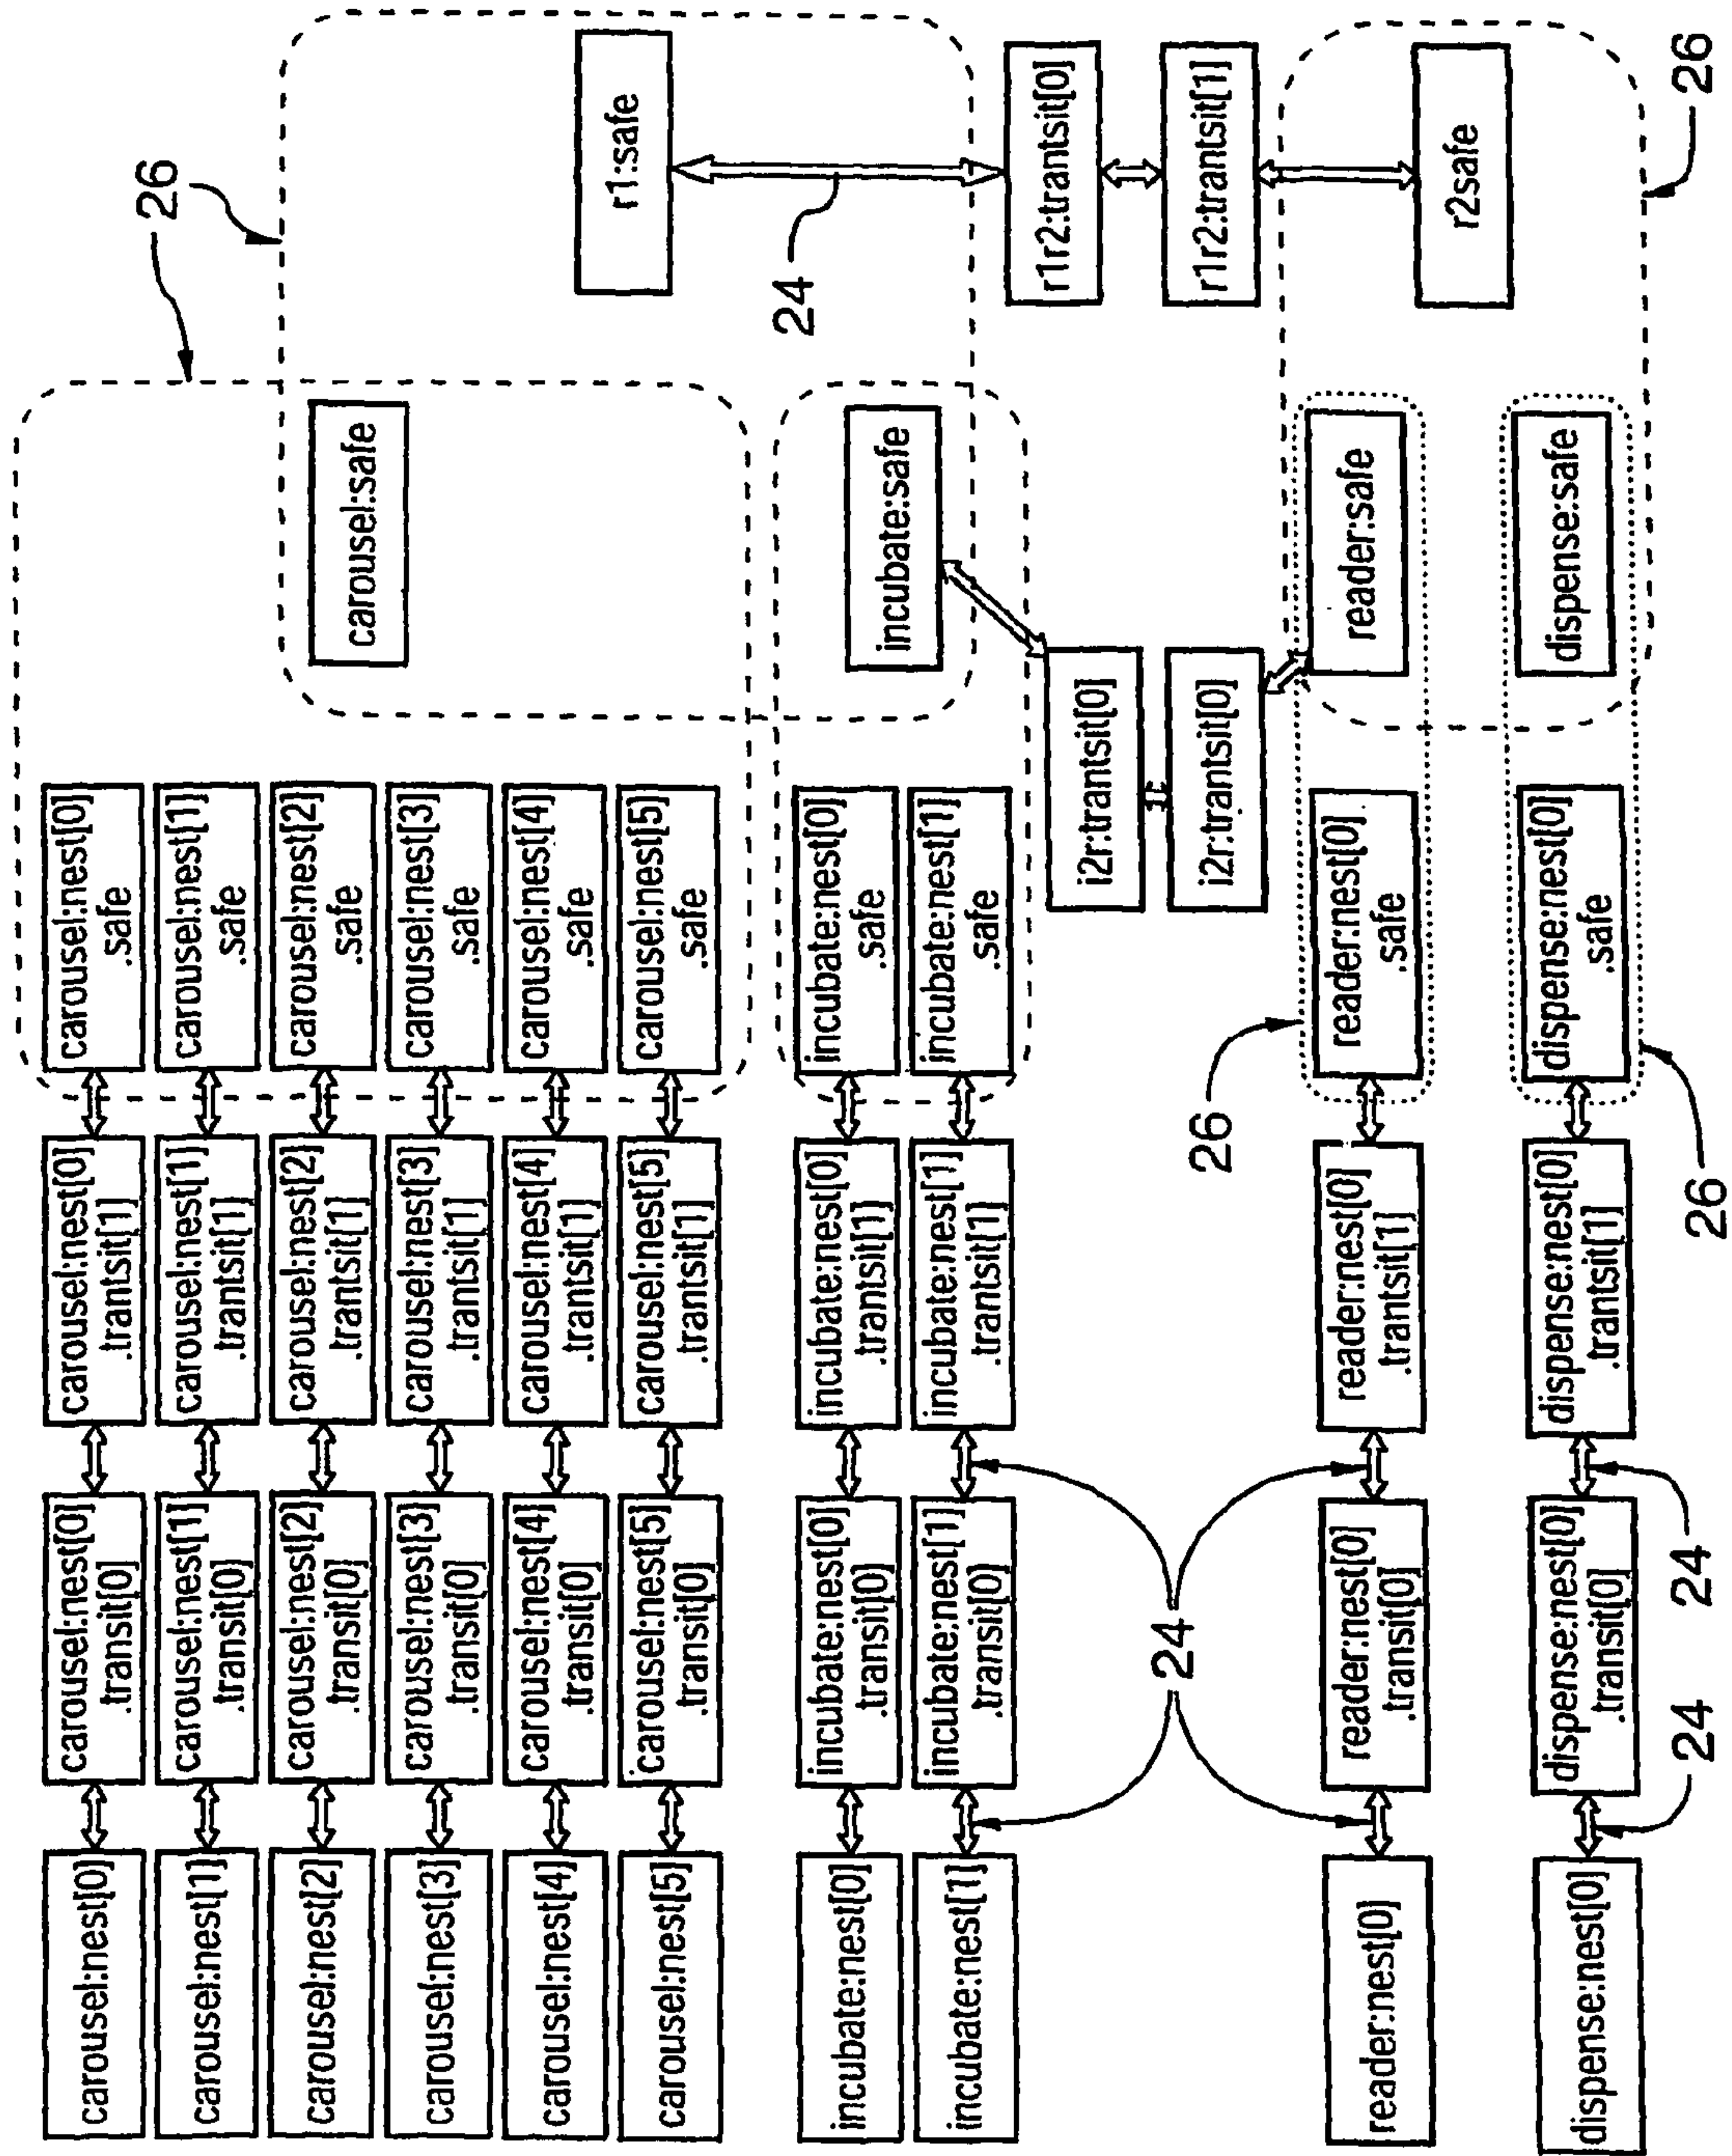 carousel:nest[0]
carousel:nest[0]
.transit[0]
carousel:nest[0]
.trantsit[1]
carousel:nest[0]
.safe
carousel:nest[1]
carousel:nest[1]
.transit[0]
carousel:nest[1]
.trantsit[1]
carousel:nest[1]
.safe
26
26
carousel:nest[2]
carousel:nest[2]
.transit[0]
carousel:nest[2]
.trantsit[1]
carousel:nest[2]
.safe
carousel:safe
carousel:nest[3]
carousel:nest[3]
.transit[0]
carousel:nest[3]
.trantsit[1]
carousel:nest[3]
.safe
carousel:nest[4]
carousel:nest[4]
.transit[0]
carousel:nest[4]
.trantsit[1]
carousel:nest[4]
.safe
carousel:nest[5]
carousel:nest[5]
.transit[0]
carousel:nest[5]
.trantsit[1]
carousel:nest[5]
.safe
r1:safe
24
incubate:nest[0]
incubate:nest[0]
.transit[0]
incubate:nest[0]
.trantsit[1]
incubate:nest[0]
.safe
incubate:safe
incubate:nest[1]
incubate:nest[1]
.transit[0]
incubate:nest[1]
.trantsit[1]
incubate:nest[1]
.safe
i2r:trantsit[0]
r1r2:trantsit[0]
24
i2r:trantsit[0]
r1r2:trantsit[1]
26
reader:nest[0]
reader:nest[0]
.transit[0]
reader:nest[0]
.trantsit[1]
reader:nest[0]
.safe
reader:safe
r2safe
dispense:nest[0]
dispense:nest[0]
.transit[0]
dispense:nest[0]
.trantsit[1]
dispense:nest[0]
.safe
dispense:safe
24
24
26
26